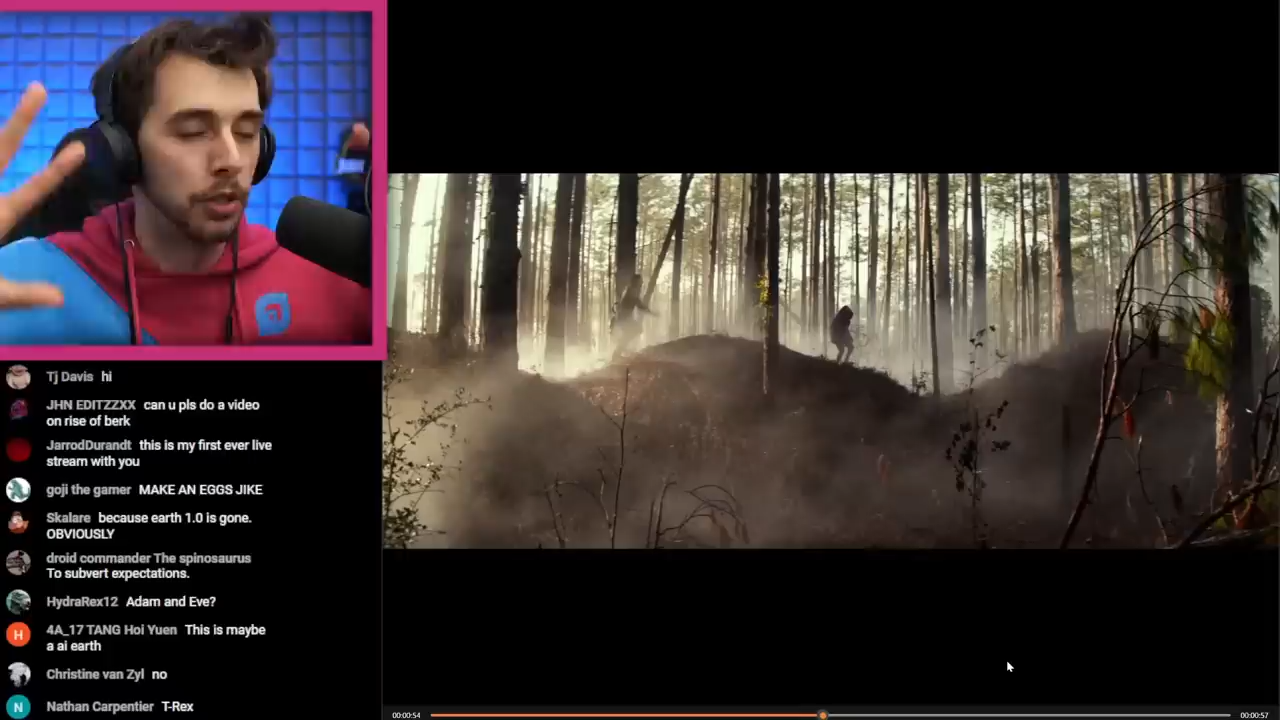 Tj Davis hi
JHN EDITZZXX can u pls do a video
on rise of berk
JarrodDurandt this is my first ever live
stream with you
goji the gamer MAKE AN EGGS JIKE
Skalare because earth 1.0 is gone.
OBVIOUSLY
droid commander The spinosaurus
To subvert expectations.
HydraRex12 Adam and Eve?
H 4A_17 TANG Hoi Yuen This is maybe
a ai earth
Christine van Zyl no
N Nathan Carpentier T-Rex
00:00:54
00:00:57